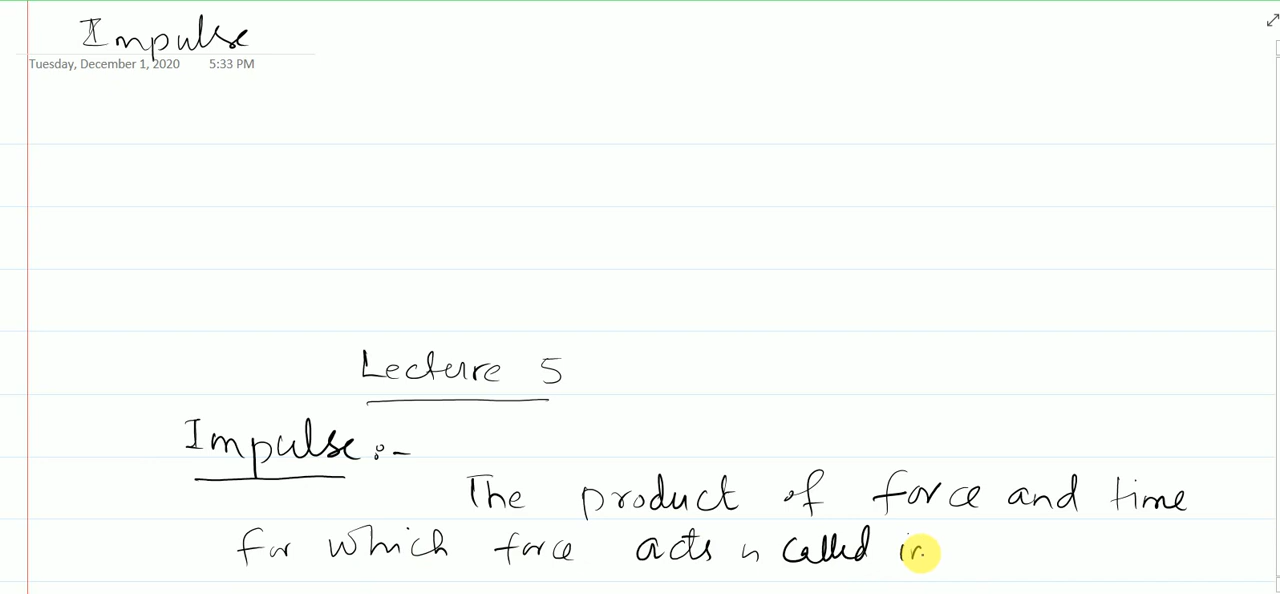 Impulse
Tuesday, December 1, 2020 5:33 PM
Lecture 5
Impulse :-
The product of force and time
for which force acts is called